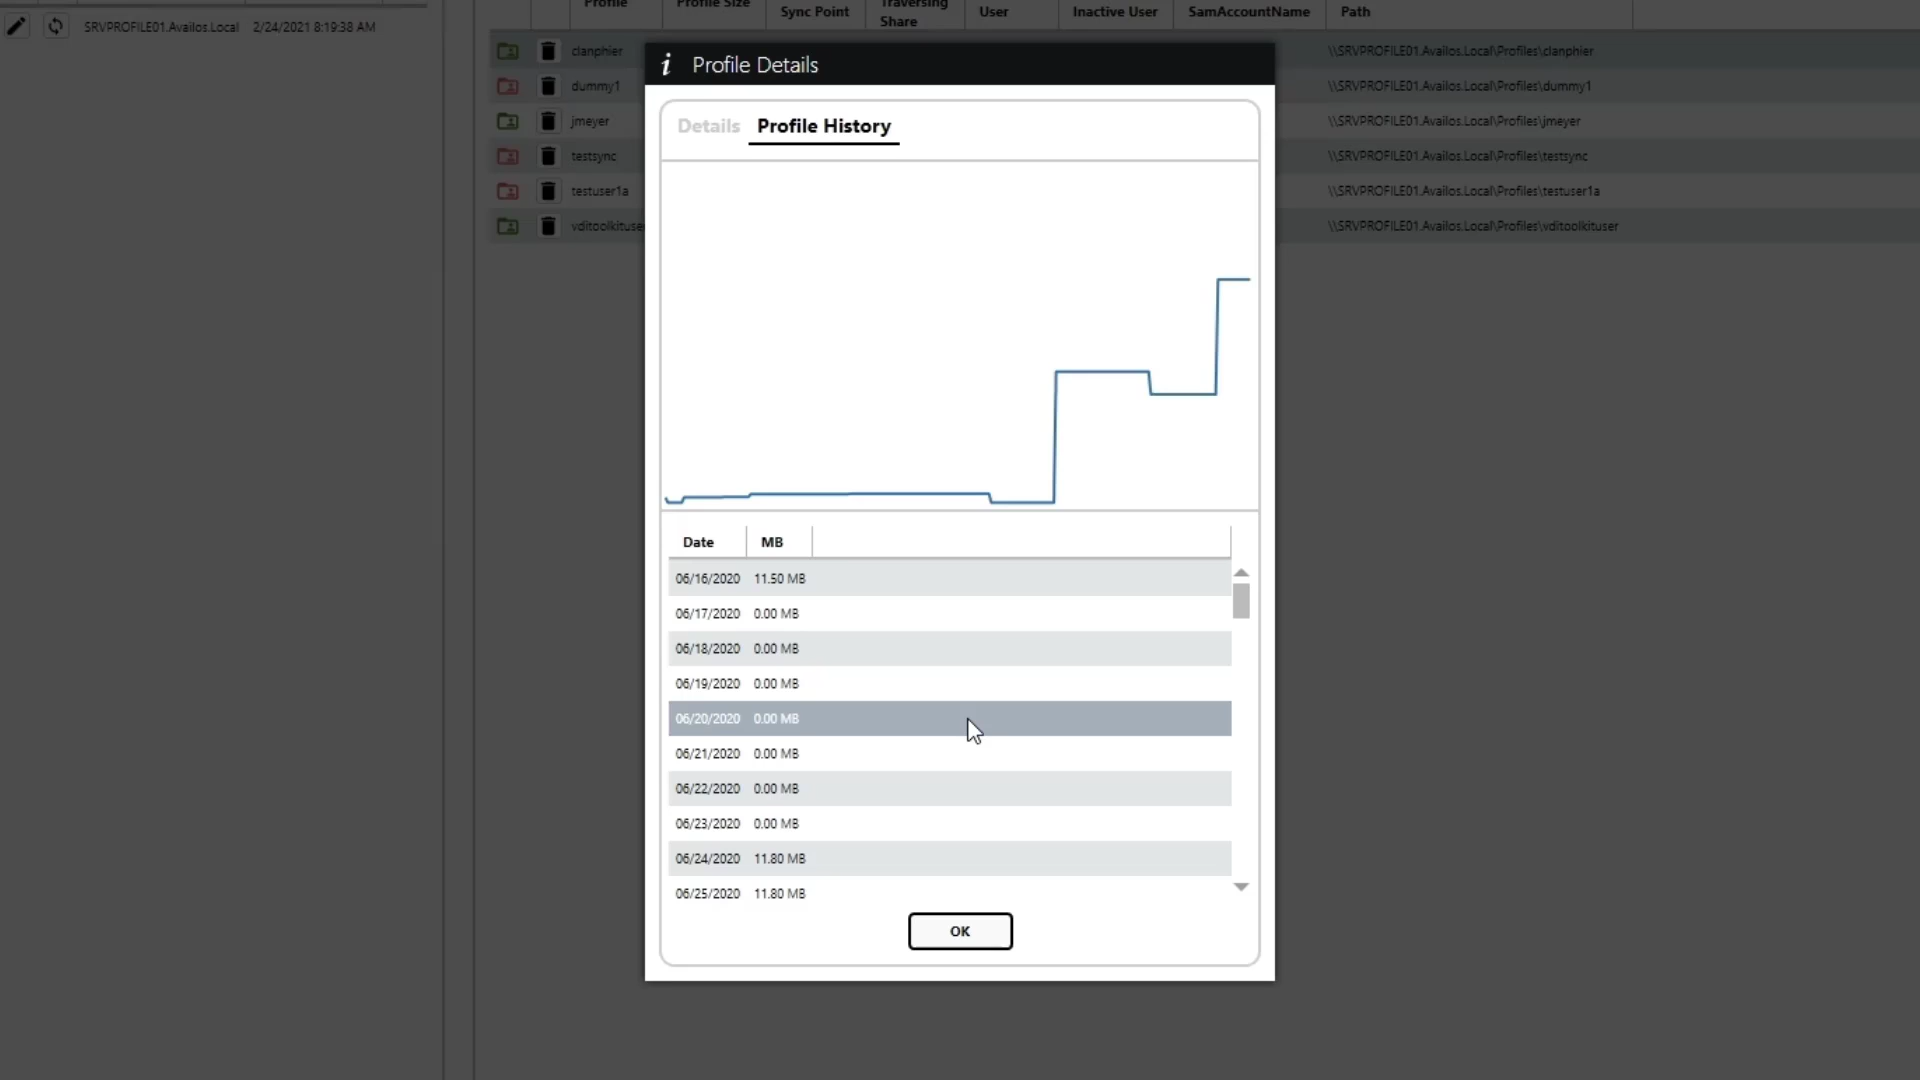 Profile
Profile Size
Sync Point
Traversing
Share
User
Inactive User
SamAccountName
Path
SRVPROFILE01.Availos.Local 2/24/2021 8:19:38 AM
clanphier \\SRVPROFILE01.Availos.Local\Profiles\clanphier
dummy1 \\SRVPROFILE01.Availos.Local\Profiles\dummy1
jmeyer \\SRVPROFILE01.Availos.Local\Profiles\jmeyer
testsync \\SRVPROFILE01.Availos.Local\Profiles\testsync
testuser1a \\SRVPROFILE01.Availos.Local\Profiles\testuser1a
vditoolkituse \\SRVPROFILE01.Availos.Local\Profiles\vditoolkituser
i Profile Details
Details Profile History
Date MB
06/16/2020 11.50 MB
06/17/2020 0.00 MB
06/18/2020 0.00 MB
06/19/2020 0.00 MB
06/20/2020 0.00 MB
06/21/2020 0.00 MB
06/22/2020 0.00 MB
06/23/2020 0.00 MB
06/24/2020 11.80 MB
06/25/2020 11.80 MB
OK